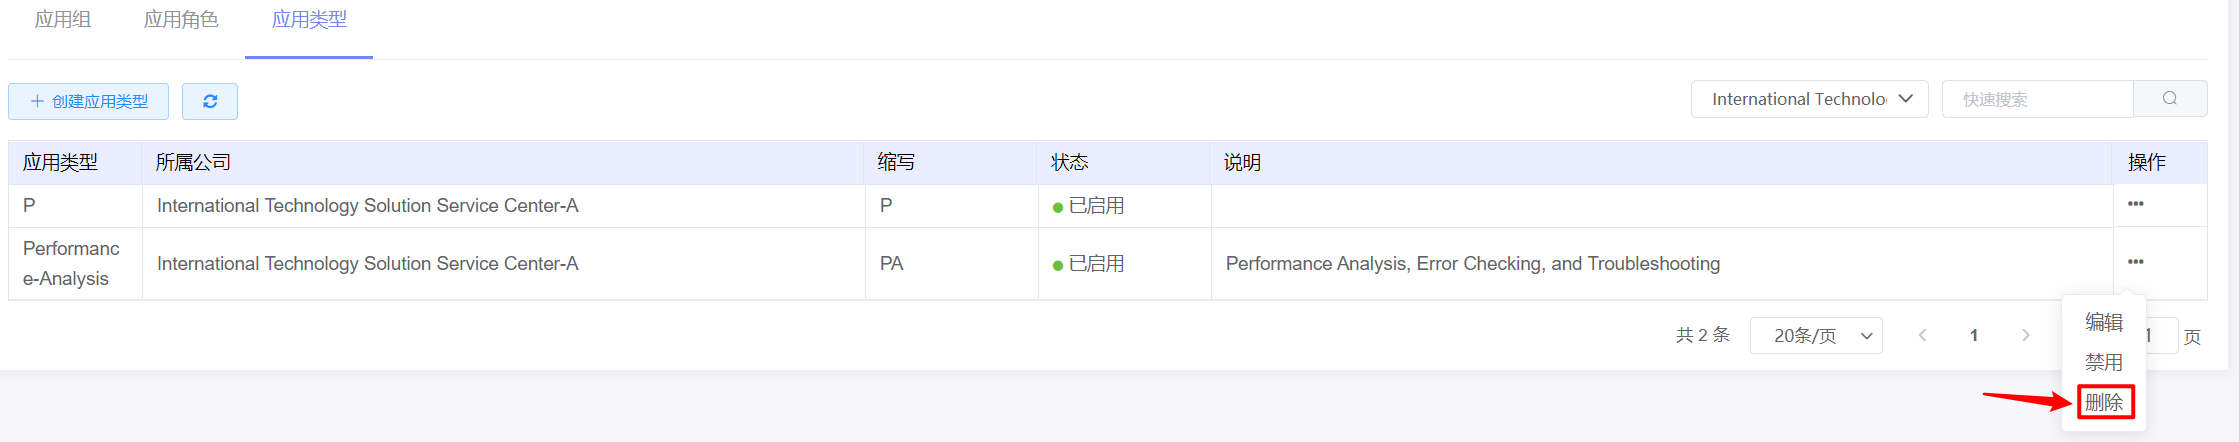 应用组 应用角色 应用类型
创建应用类型 International Technolo 快速搜索
应用类型 所属公司 缩写 状态 说明 操作
P International Technology Solution Service Center-A P 已启用 •••
Performanc
e-Analysis International Technology Solution Service Center-A PA 已启用 Performance Analysis, Error Checking, and Troubleshooting •••
共 2 条 20条/页 1 1 页
编辑
禁用
删除